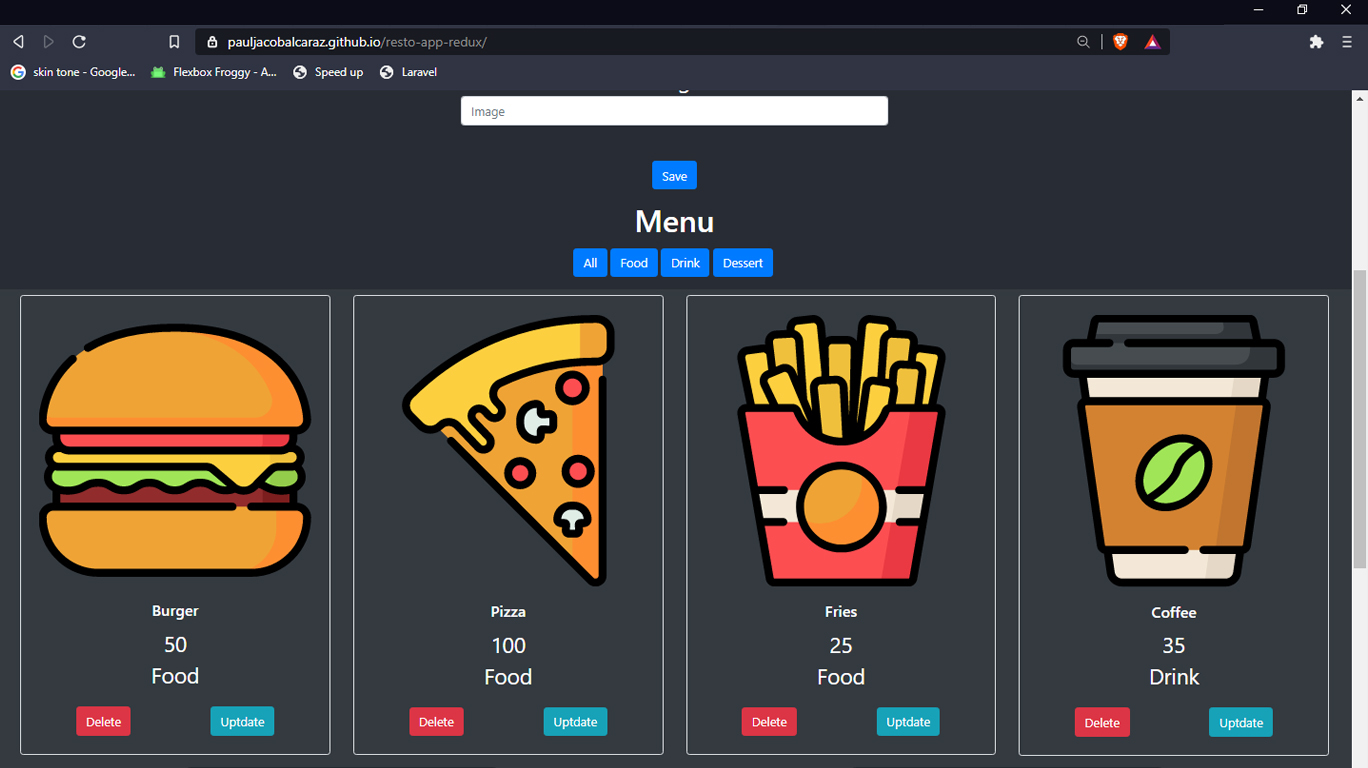 pauljacobalcaraz.github.io/resto-app-redux/
skin tone - Google... Flexbox Froggy - A... Speed up Laravel
Image
Save
Menu
All Food Drink Dessert
Burger Pizza Fries Coffee
50 100 25 35
Food Food Food Drink
Delete Uptdate Delete Uptdate Delete Uptdate Delete Uptdate